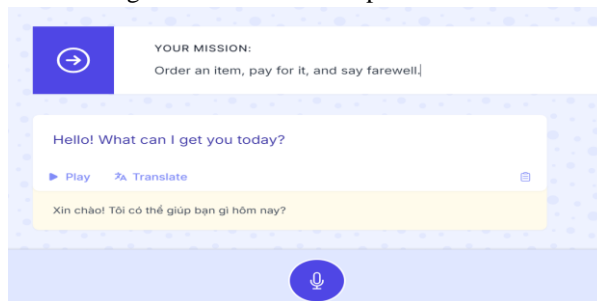 YOUR MISSION:
Order an item, pay for it, and say farewell.
Hello! What can I get you today?
Play Translate
Xin chào! Tôi có thể giúp bạn gì hôm nay?